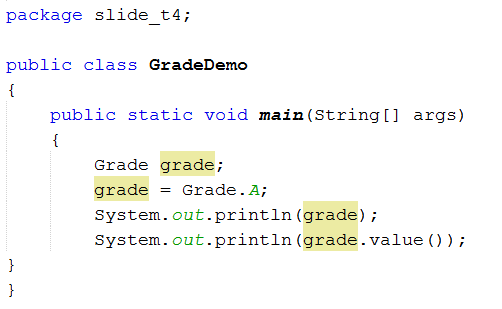 package slide_t4;
public class GradeDemo
{
public static void main(String[] args)
{
Grade grade;
grade = Grade.A;
System.out.println(grade);
System.out.println(grade.value());
}
}